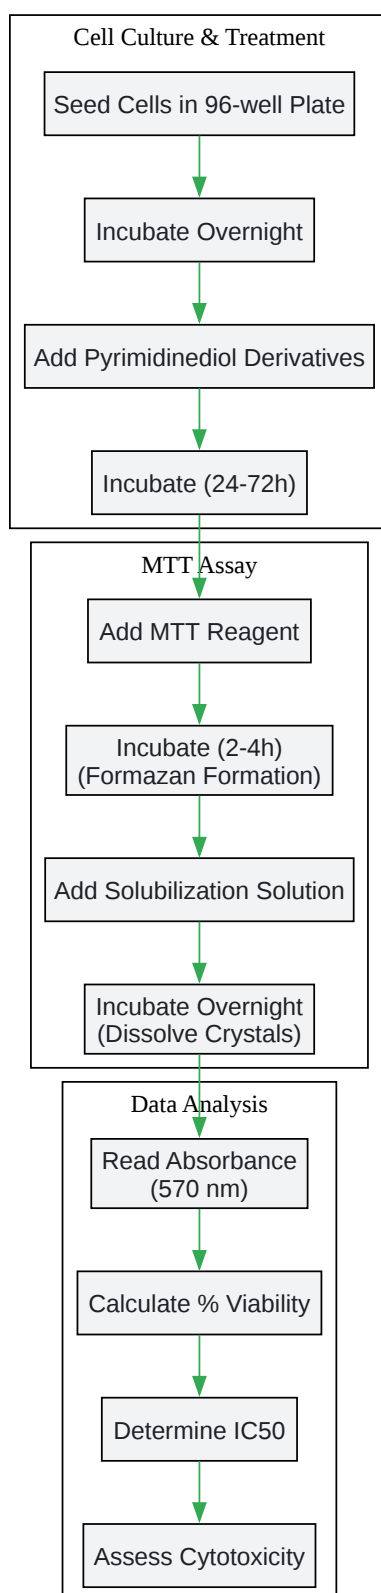 Cell Culture & Treatment
Seed Cells in 96-well Plate
Incubate Overnight
Add Pyrimidinediol Derivatives
Incubate (24-72h)
MTT Assay
Add MTT Reagent
Incubate (2-4h)
(Formazan Formation)
Add Solubilization Solution
Incubate Overnight
(Dissolve Crystals)
Data Analysis
Read Absorbance
(570 nm)
Calculate % Viability
Determine IC50
Assess Cytotoxicity